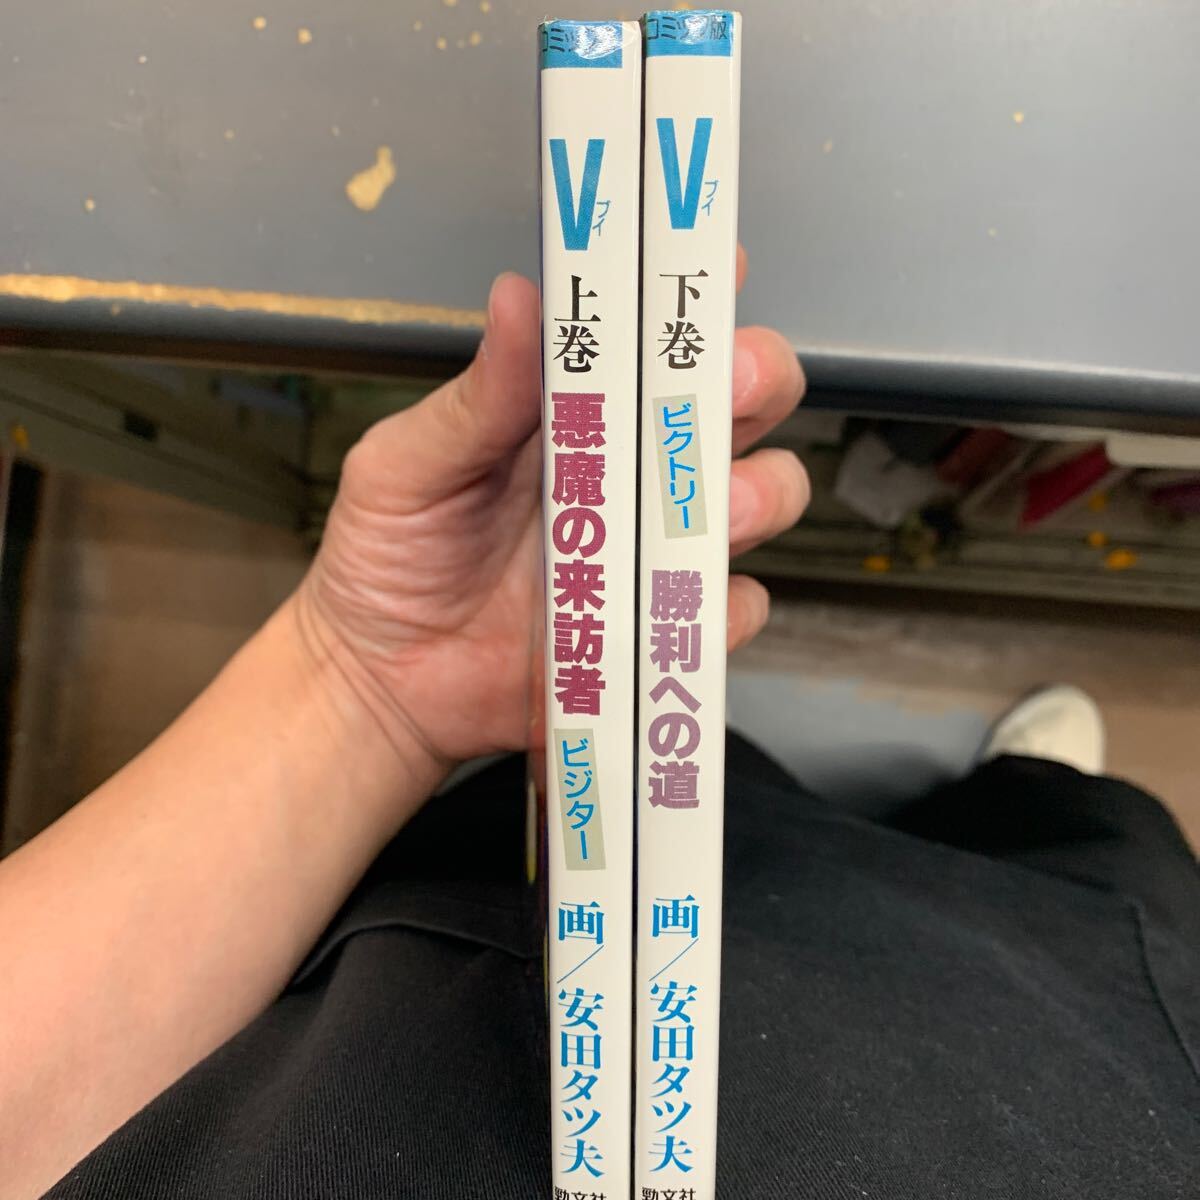 コミック版
V
ブイ
上巻
悪魔の来訪者
ビジター
画/安田タツ夫
勁文社
コミック版
V
ブイ
下巻
ビクトリー
勝利への道
画/安田タツ夫
勁文社